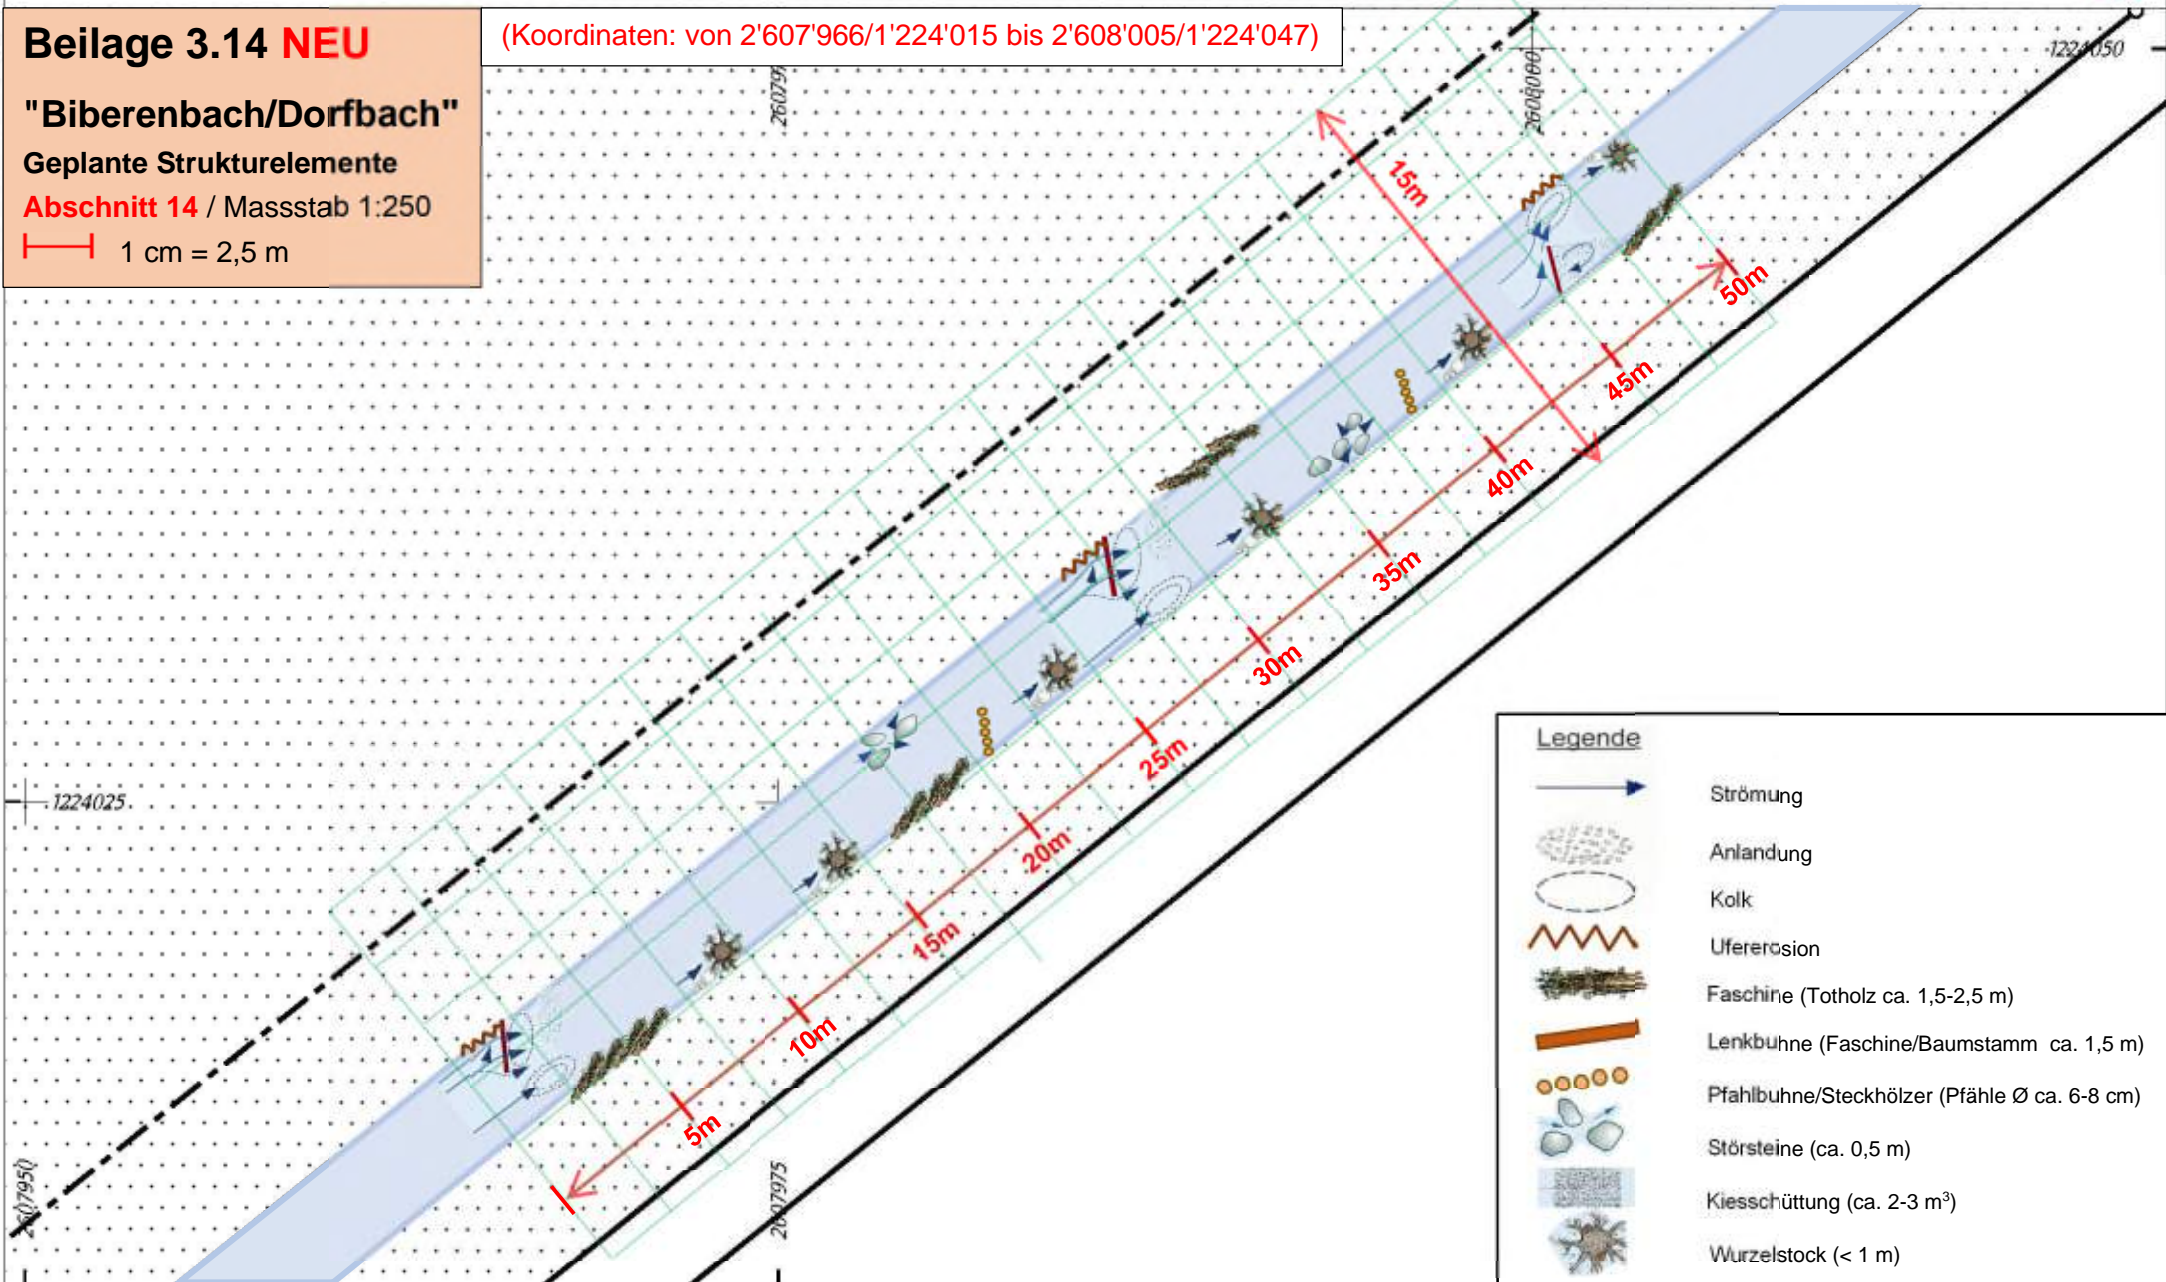 Beilage 3.14 NEU
"Biberenbach/Dorfbach"
Geplante Strukturelemente
Abschnitt 14 / Massstab 1:250
1 cm = 2,5 m
(Koordinaten: von 2'607'966/1'224'015 bis 2'608'005/1'224'047)
2608000
1224050
15m
50m
45m
40m
35m
30m
25m
20m
15m
10m
5m
1224025
2607950
2607975
Legende
Strömung
Anlandung
Kolk
Ufererosion
Faschine (Totholz ca. 1,5-2,5 m)
Lenkbuhne (Faschine/Baumstamm ca. 1,5 m)
Pfahlbuhne/Steckhölzer (Pfähle Ø ca. 6-8 cm)
Störsteine (ca. 0,5 m)
Kiesschüttung (ca. 2-3 m³)
Wurzelstock (< 1 m)